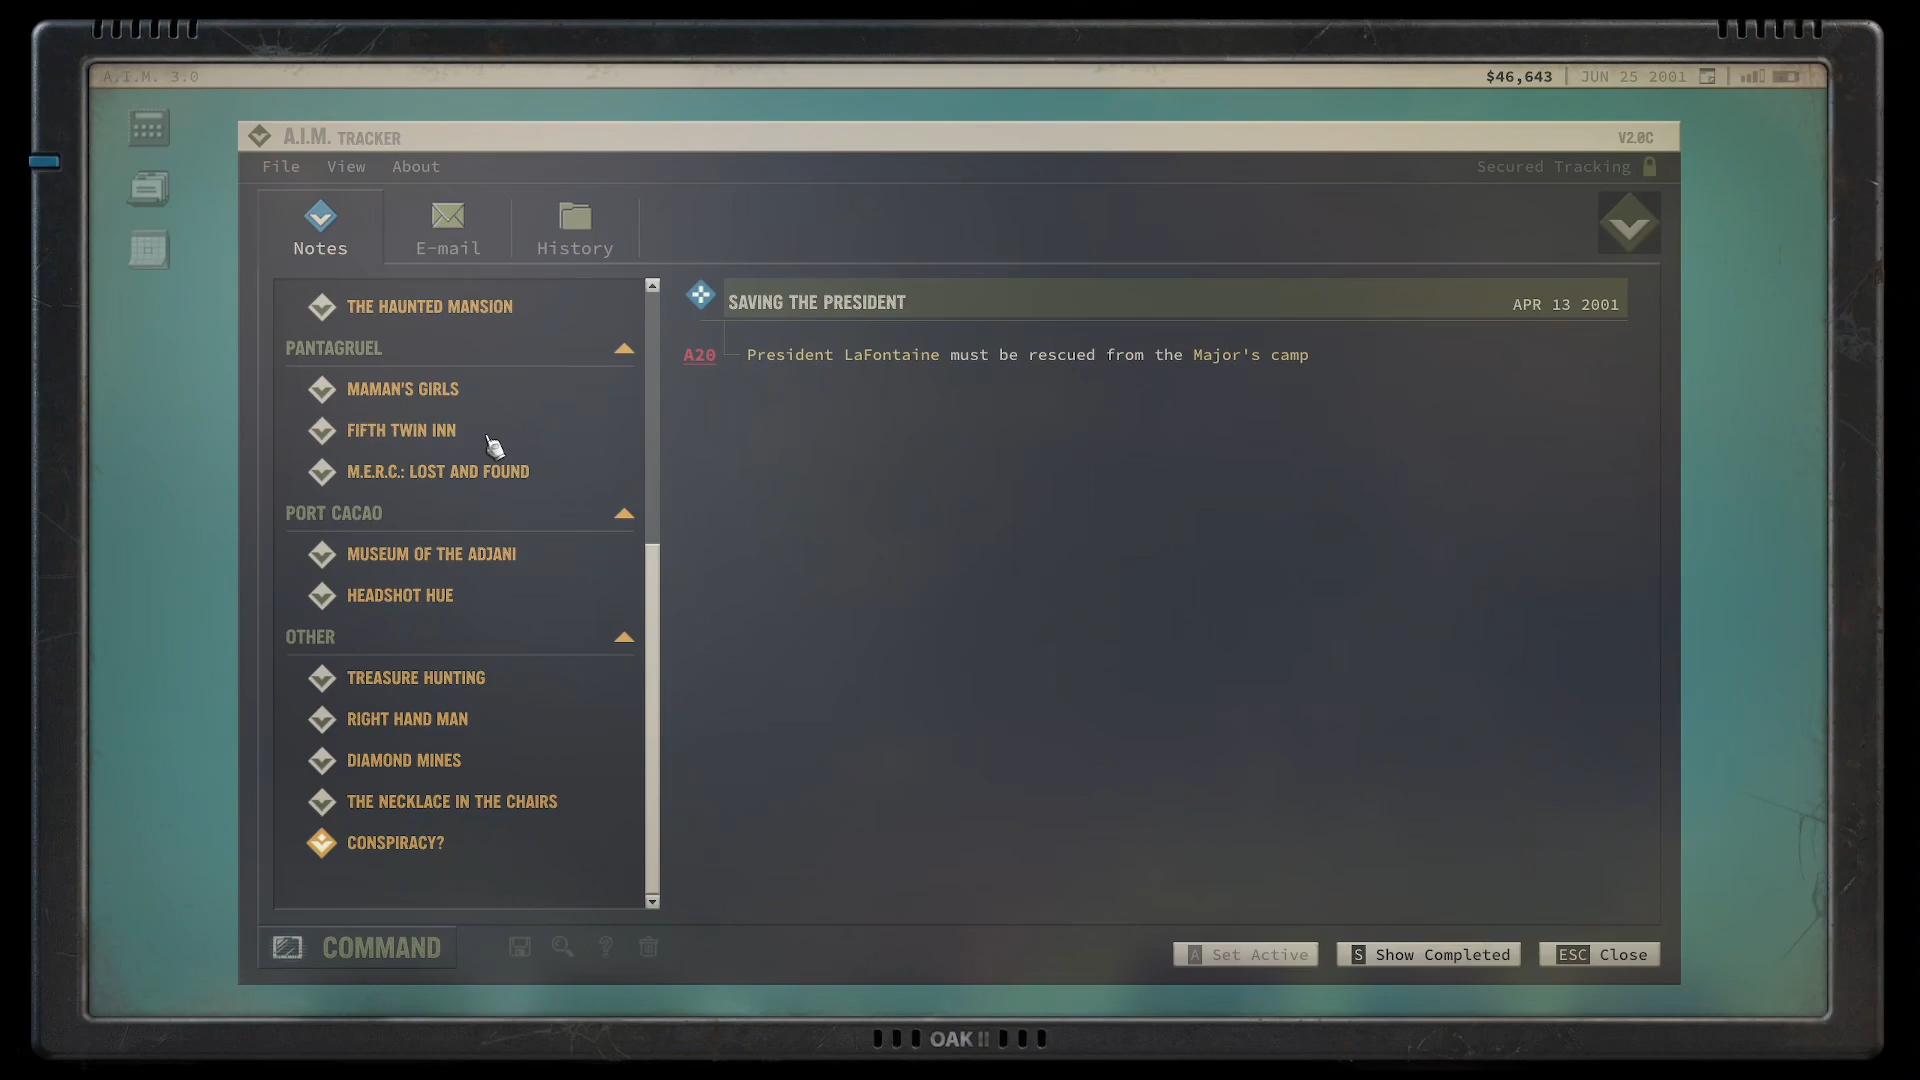 A.I.M. 3.0
$46,643 | JUN 25 2001
A.I.M. TRACKER
V2.0C
File View About
Secured Tracking
Notes
E-mail
History
THE HAUNTED MANSION
PANTAGRUEL
MAMAN'S GIRLS
FIFTH TWIN INN
M.E.R.C.: LOST AND FOUND
PORT CACAO
MUSEUM OF THE ADJANI
HEADSHOT HUE
OTHER
TREASURE HUNTING
RIGHT HAND MAN
DIAMOND MINES
THE NECKLACE IN THE CHAIRS
CONSPIRACY?
SAVING THE PRESIDENT
APR 13 2001
A20 President LaFontaine must be rescued from the Major's camp
COMMAND
?
A Set Active
S Show Completed
ESC Close
OAK II